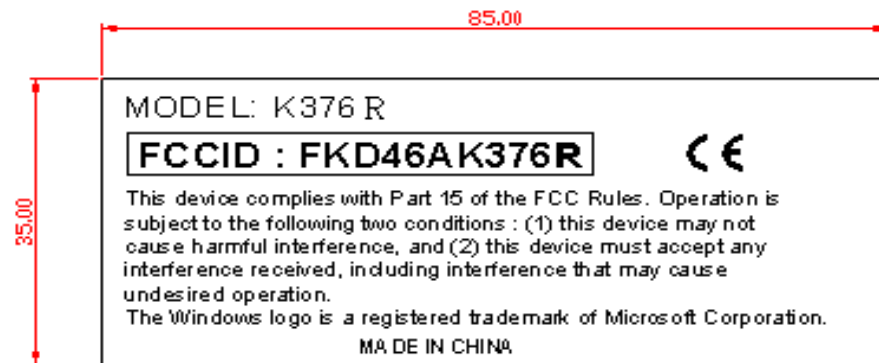 85.00
35.00
MODEL: K376 R
FCCID : FKD46AK376R
CE
This device complies with Part 15 of the FCC Rules. Operation is
subject to the following two conditions : (1) this device may not
cause harmful interference, and (2) this device must accept any
interference received, including interference that may cause
undesired operation.
The Windows logo is a registered trademark of Microsoft Corporation.
MADE IN CHINA